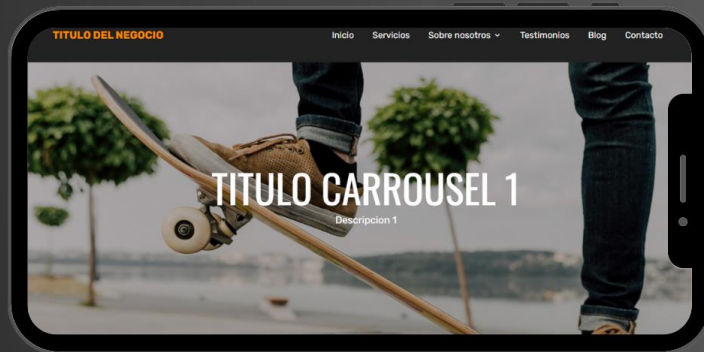 TITULO DEL NEGOCIO
Inicio Servicios Sobre nosotros Testimonios Blog Contacto
TITULO CARROUSEL 1
Descripcion 1